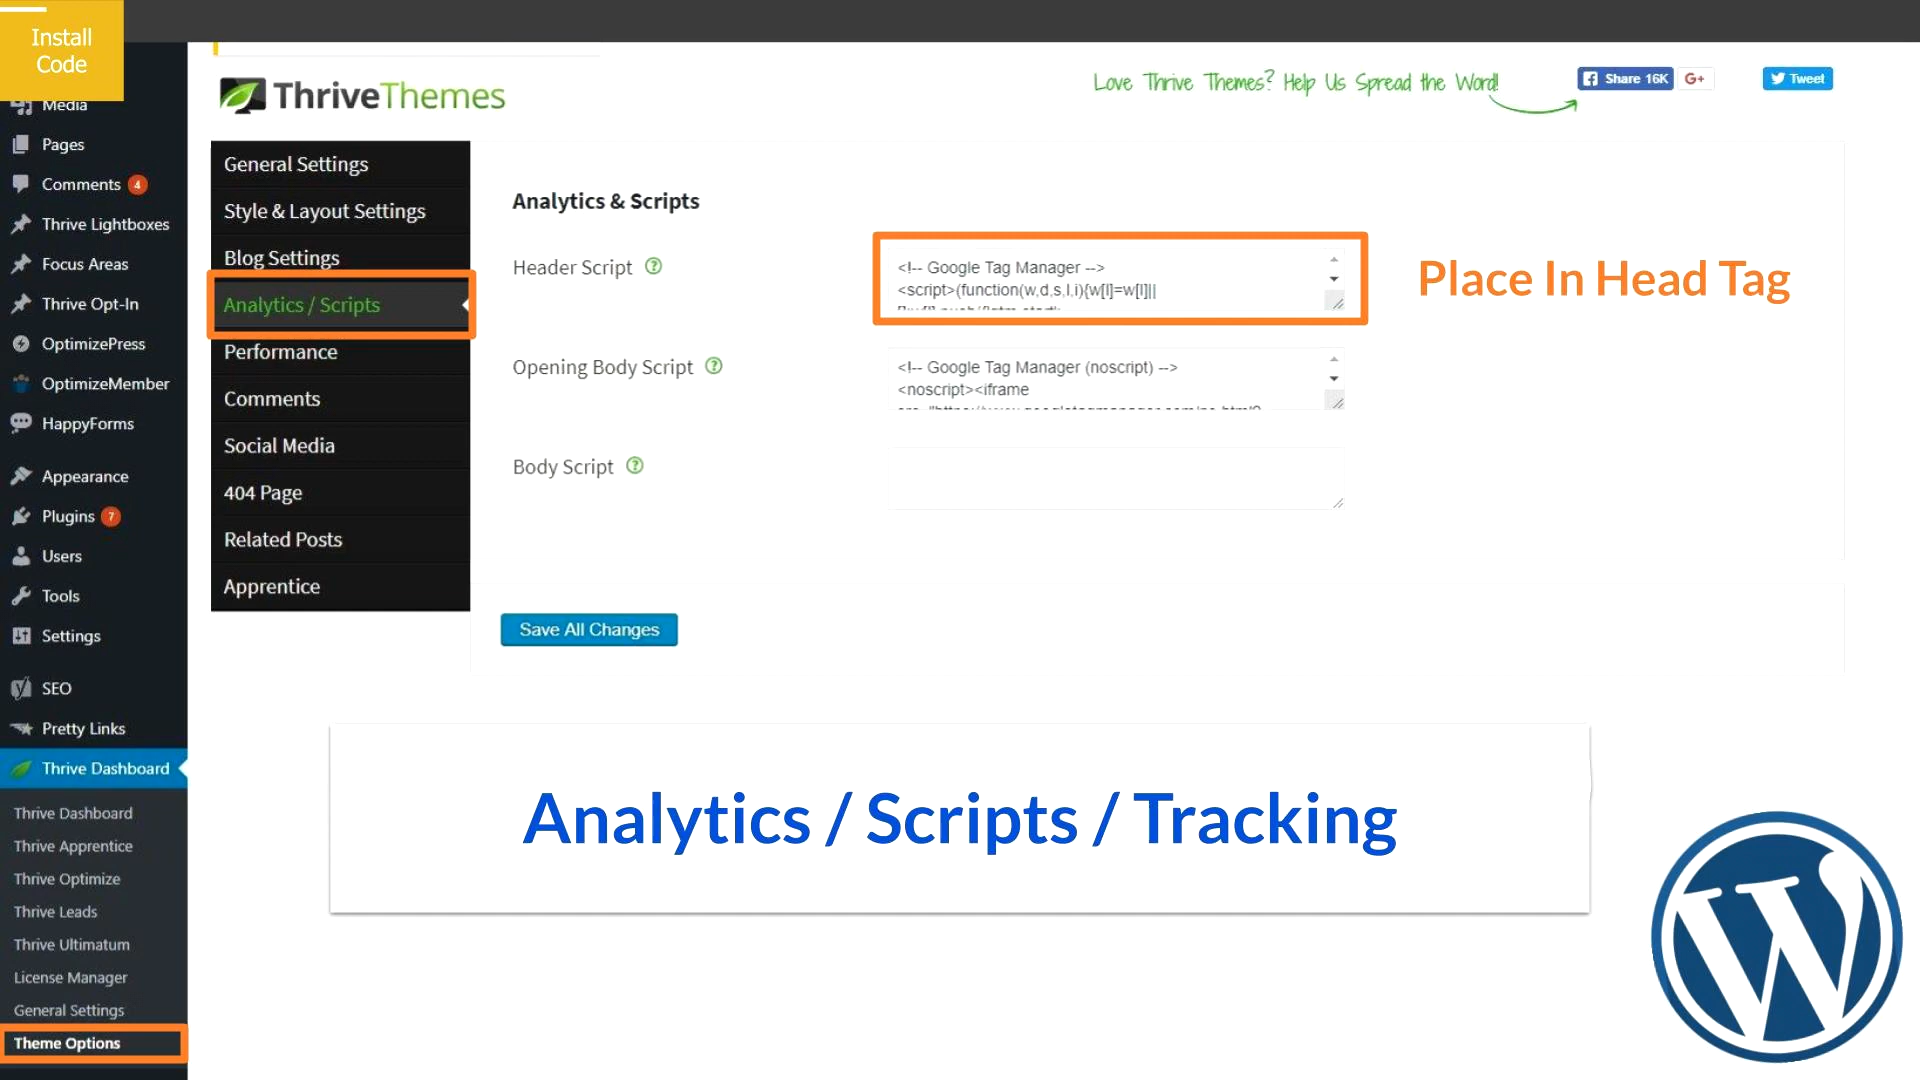 Install
Code
Media
Pages
Comments 4
Thrive Lightboxes
Focus Areas
Thrive Opt-In
OptimizePress
OptimizeMember
HappyForms
Appearance
Plugins 7
Users
Tools
Settings
SEO
Pretty Links
Thrive Dashboard
Thrive Dashboard
Thrive Apprentice
Thrive Optimize
Thrive Leads
Thrive Ultimatum
License Manager
General Settings
Theme Options
ThriveThemes
Love Thrive Themes? Help Us Spread the Word!
Share 16K
G+
Tweet
General Settings
Style & Layout Settings
Blog Settings
Analytics / Scripts
Performance
Comments
Social Media
404 Page
Related Posts
Apprentice
Analytics & Scripts
Header Script ?
<!-- Google Tag Manager -->
<script>(function(w,d,s,l,i){w[l]=w[l]||
Place In Head Tag
Opening Body Script ?
<!-- Google Tag Manager (noscript) -->
<noscript><iframe
Body Script ?
Save All Changes
Analytics / Scripts / Tracking